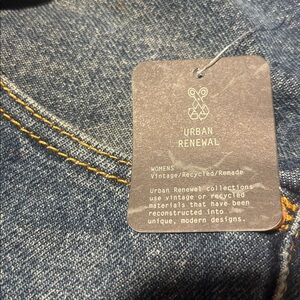 URBAN
RENEWAL
WOMENS
Vintage/Recycled/Remade
Urban Renewal collections
use vintage or recycled
materials that have been
reconstructed into
unique, modern designs.